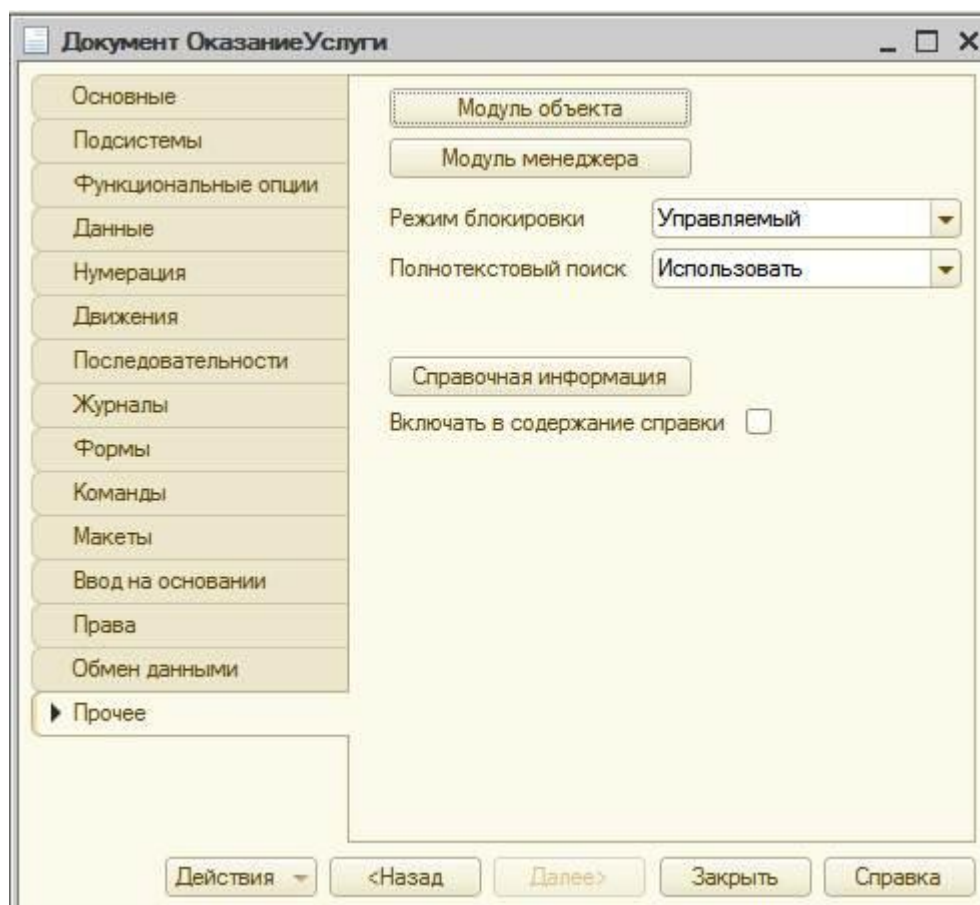 Документ ОказаниеУслуги
Основные
Подсистемы
Функциональные опции
Данные
Нумерация
Движения
Последовательности
Журналы
Формы
Команды
Макеты
Ввод на основании
Права
Обмен данными
Прочее
Модуль объекта
Модуль менеджера
Режим блокировки Управляемый
Полнотекстовый поиск Использовать
Справочная информация
Включать в содержание справки
Действия <Назад Далее> Закрыть Справка